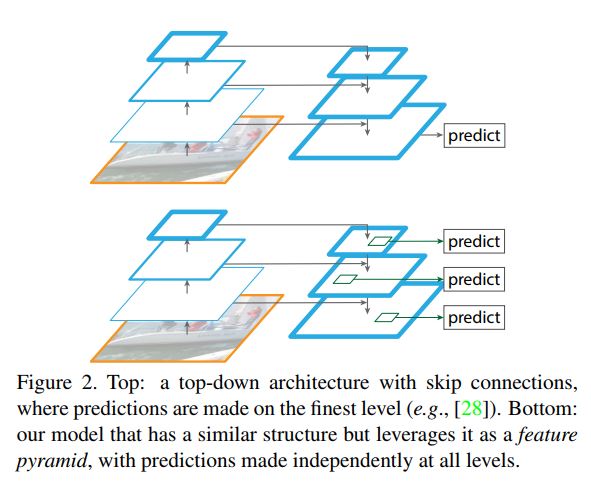 predict
predict
predict
predict
Figure 2. Top: a top-down architecture with skip connections,
where predictions are made on the finest level (e.g., [28]). Bottom:
our model that has a similar structure but leverages it as a feature
pyramid, with predictions made independently at all levels.